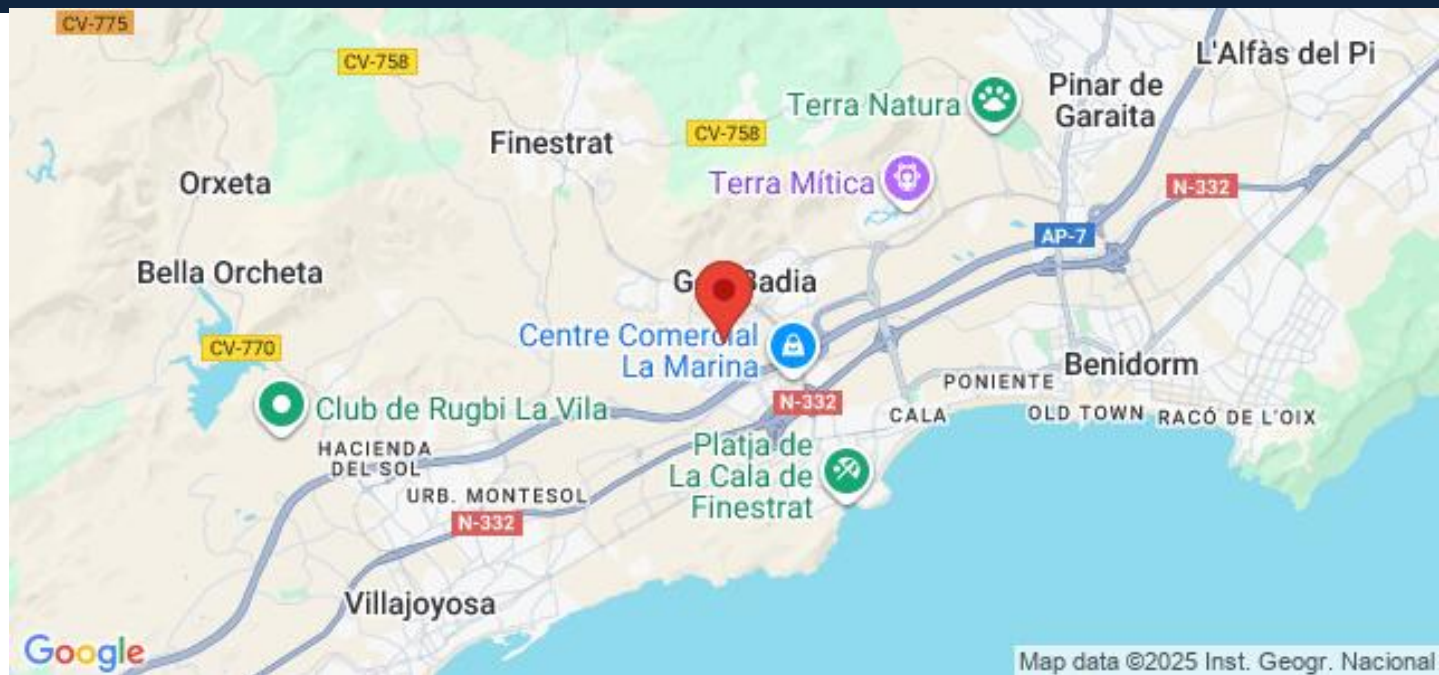 CV-775
CV-758
L'Alfàs del Pi
Pinar de
Garaita
Terra Natura
Finestrat
CV-758
Orxeta
Terra Mítica
N-332
AP-7
Bella Orcheta
Badia
Centre Comercial
La Marina
CV-770
Benidorm
PONIENTE
N-332
CALA
OLD TOWN
RACÓ DE L'OIX
Club de Rugbi La Vila
HACIENDA
DEL SOL
Platja de
La Cala de
Finestrat
URB. MONTESOL
N-332
Villajoyosa
Google
Map data ©2025 Inst. Geogr. Nacional